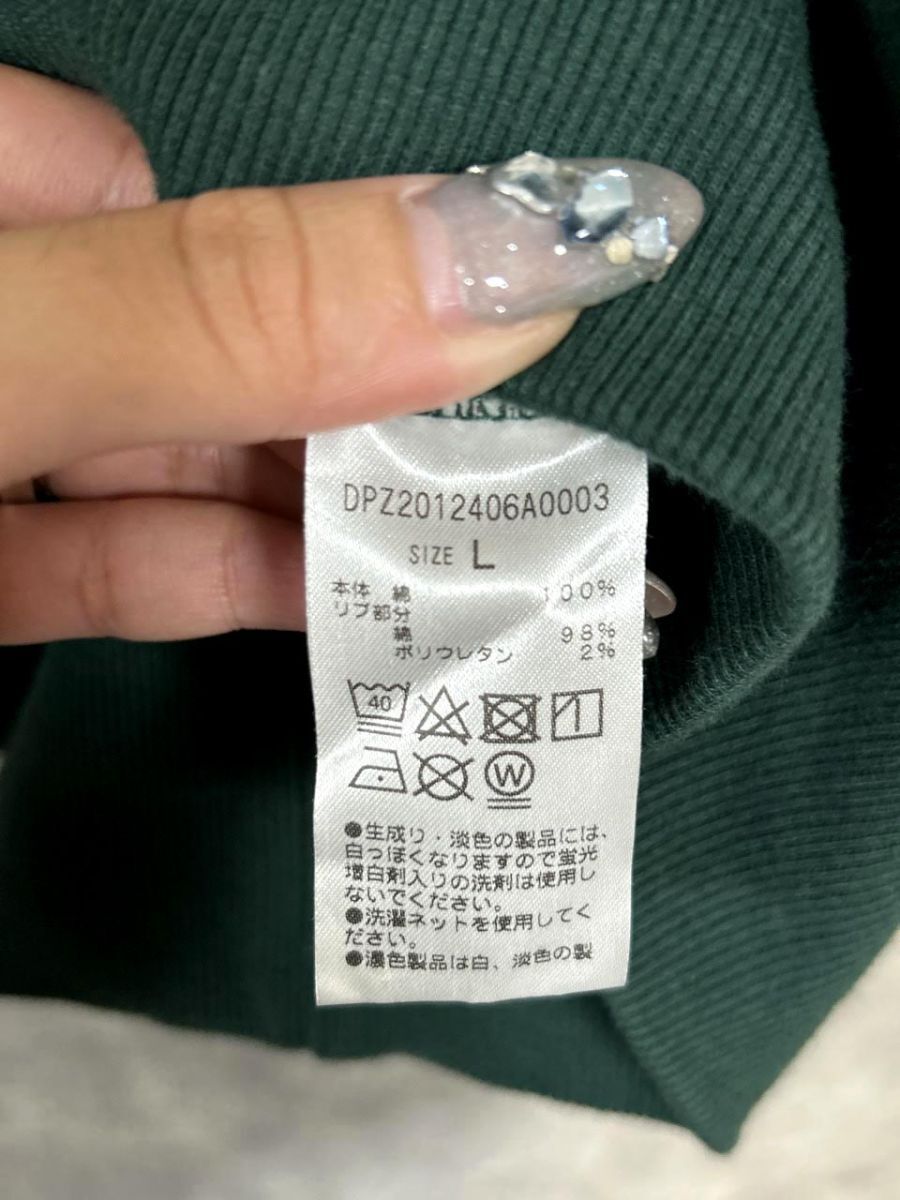 DPZ2012406A0003
SIZE L
本体 綿 100%
リブ部分
綿 98%
ポリウレタン 2%
40
W
●生成り・淡色の製品には、
白っぽくなりますので蛍光
増白剤入りの洗剤は使用し
ないでください。
●洗濯ネットを使用してく
ださい。
●濃色製品は白、淡色の製